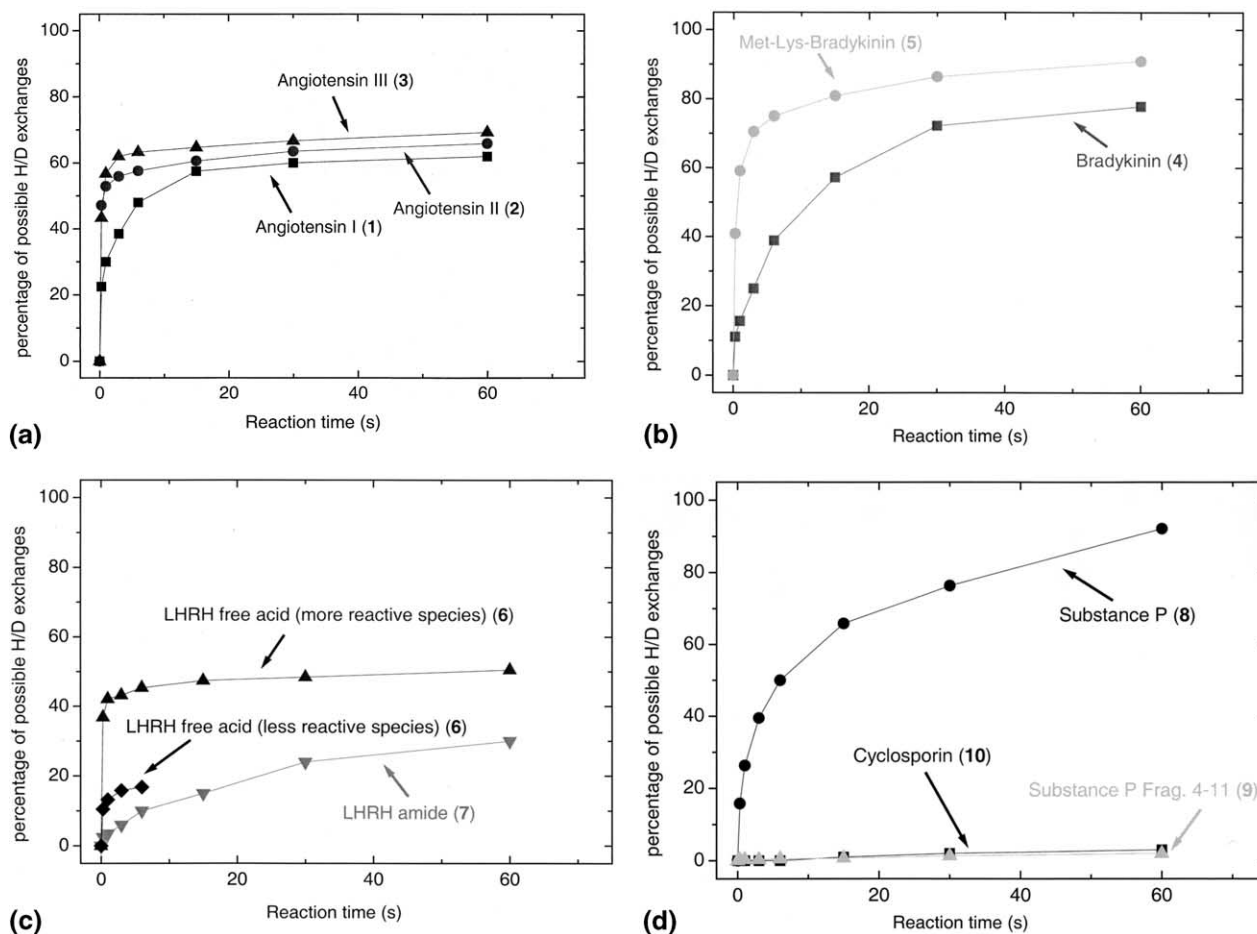 percentage of possible H/D exchanges
100
80
60
40
20
0
Angiotensin III (3)
Angiotensin II (2)
Angiotensin I (1)
0 20 40 60
Reaction time (s)
(a)
percentage of possible H/D exchanges
100
80
60
40
20
0
Met-Lys-Bradykinin (5)
Bradykinin (4)
0 20 40 60
Reaction time (s)
(b)
percentage of possible H/D exchanges
100
80
60
40
20
0
LHRH free acid (more reactive species) (6)
LHRH free acid (less reactive species) (6)
LHRH amide (7)
0 20 40 60
Reaction time (s)
(c)
percentage of possible H/D exchanges
100
80
60
40
20
0
Substance P (8)
Cyclosporin (10)
Substance P Frag. 4-11 (9)
0 20 40 60
Reaction time (s)
(d)